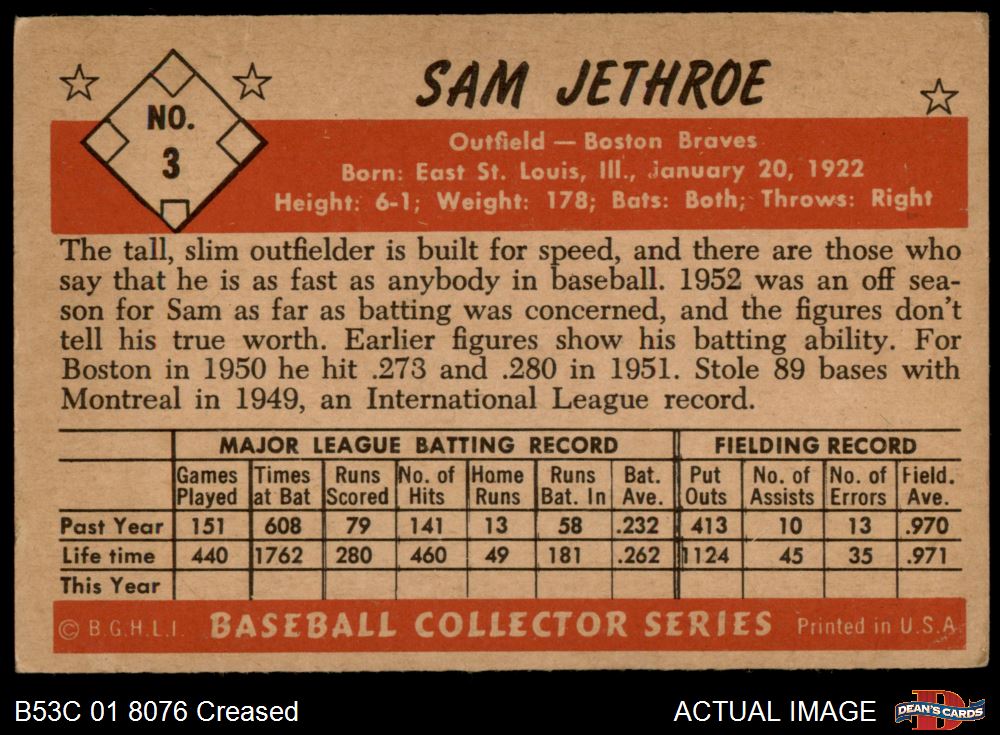 NO.
3
SAM JETHROE
Outfield — Boston Braves
Born: East St. Louis, Ill., January 20, 1922
Height: 6-1; Weight: 178; Bats: Both; Throws: Right
The tall, slim outfielder is built for speed, and there are those who
say that he is as fast as anybody in baseball. 1952 was an off sea-
son for Sam as far as batting was concerned, and the figures don't
tell his true worth. Earlier figures show his batting ability. For
Boston in 1950 he hit .273 and .280 in 1951. Stole 89 bases with
Montreal in 1949, an International League record.
MAJOR LEAGUE BATTING RECORD FIELDING RECORD
Games Times Runs No. of Home Runs Bat. Put No. of No. of Field.
Played at Bat Scored Hits Runs Bat. In Ave. Outs Assists Errors Ave.
Past Year 151 608 79 141 13 58 .232 413 10 13 .970
Life time 440 1762 280 460 49 181 .262 1124 45 35 .971
This Year
© B.G.H.L.I. BASEBALL COLLECTOR SERIES Printed in U.S.A.
B53C 01 8076 Creased ACTUAL IMAGE DEAN'S CARDS